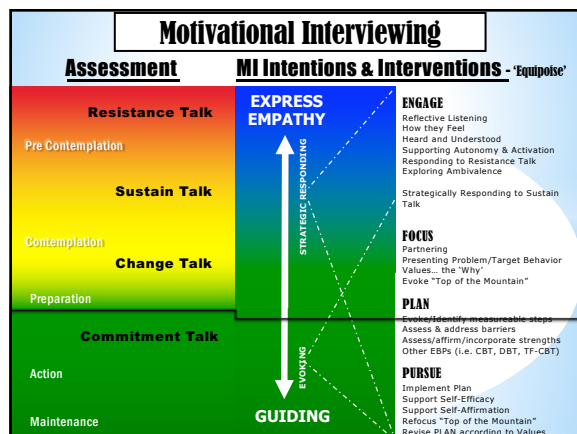 Motivational Interviewing
Assessment
MI Intentions & Interventions - ‘Equipoise’
Resistance Talk
Pre Contemplation
Sustain Talk
Contemplation
Change Talk
Preparation
Commitment Talk
Action
Maintenance
EXPRESS
EMPATHY
STRATEGIC RESPONDING
EVOKING
GUIDING
ENGAGE
Reflective Listening
How they Feel
Heard and Understood
Supporting Autonomy & Activation
Responding to Resistance Talk
Exploring Ambivalence
Strategically Responding to Sustain
Talk
FOCUS
Partnering
Presenting Problem/Target Behavior
Values... the ‘Why’
Evoke “Top of the Mountain”
PLAN
Evoke/Identify measureable steps
Assess & address barriers
Assess/affirm/incorporate strengths
Other EBPs (i.e. CBT, DBT, TF-CBT)
PURSUE
Implement Plan
Support Self-Efficacy
Support Self-Affirmation
Refocus “Top of the Mountain”
Revise PLAN according to Values